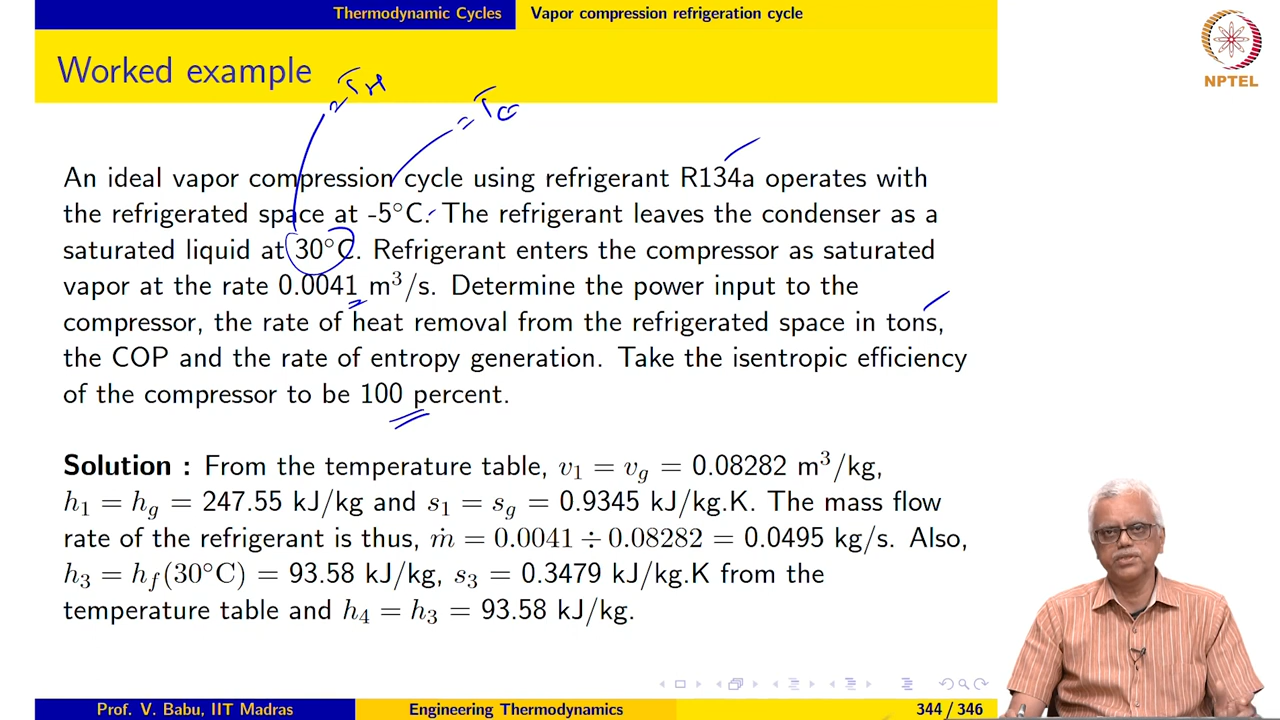 Thermodynamic Cycles Vapor compression refrigeration cycle
Worked example
= T_H
= T_C
NPTEL
An ideal vapor compression cycle using refrigerant R134a operates with
the refrigerated space at -5°C. The refrigerant leaves the condenser as a
saturated liquid at 30°C. Refrigerant enters the compressor as saturated
vapor at the rate 0.0041 m³/s. Determine the power input to the
compressor, the rate of heat removal from the refrigerated space in tons,
the COP and the rate of entropy generation. Take the isentropic efficiency
of the compressor to be 100 percent.
Solution : From the temperature table, v₁ = v_g = 0.08282 m³/kg,
h₁ = h_g = 247.55 kJ/kg and s₁ = s_g = 0.9345 kJ/kg.K. The mass flow
rate of the refrigerant is thus, ṁ = 0.0041 ÷ 0.08282 = 0.0495 kg/s. Also,
h₃ = h_f(30°C) = 93.58 kJ/kg, s₃ = 0.3479 kJ/kg.K from the
temperature table and h₄ = h₃ = 93.58 kJ/kg.
Prof. V. Babu, IIT Madras Engineering Thermodynamics 344 / 346